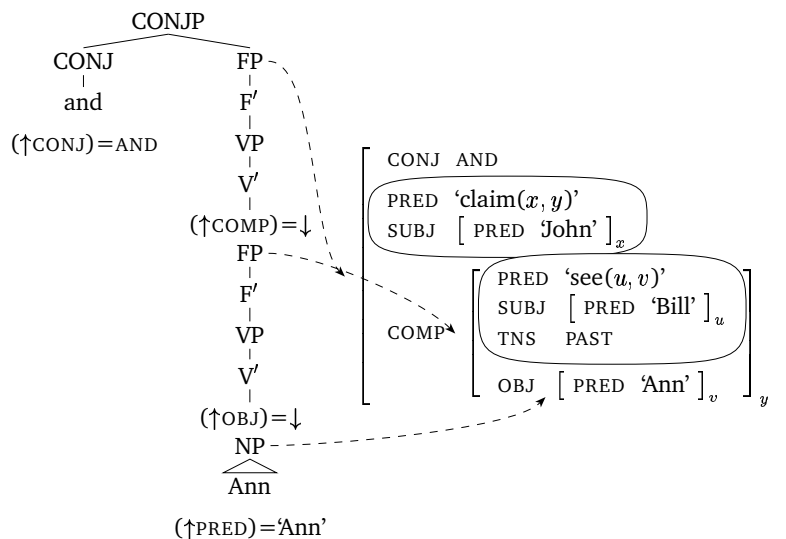 CONJP
CONJ FP
and F′
(↑CONJ)=AND VP
V′
(↑COMP)=↓
FP
F′
VP
V′
(↑OBJ)=↓
NP
Ann
(↑PRED)=‘Ann’
CONJ AND
PRED ‘claim(x, y)’
SUBJ [ PRED ‘John’ ]x
COMP
PRED ‘see(u, v)’
SUBJ [ PRED ‘Bill’ ]u
TNS PAST
OBJ [ PRED ‘Ann’ ]v
y